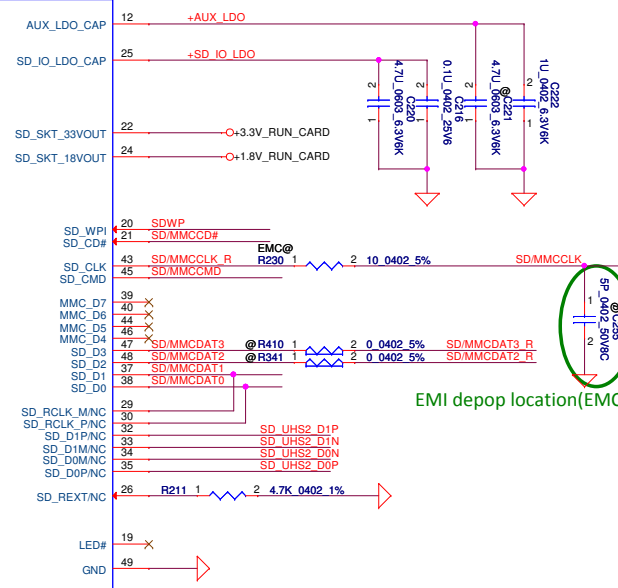 AUX_LDO_CAP 12 +AUX_LDO
SD_IO_LDO_CAP 25 +SD_IO_LDO
2 1 4.7U_0603_6.3V6K C220
2 1 0.1U_0402_25V6 C216
2 1 4.7U_0603_6.3V6K @C221
2 1 1U_0402_6.3V6K C222
SD_SKT_33VOUT 22 +3.3V_RUN_CARD
SD_SKT_18VOUT 24 +1.8V_RUN_CARD
SD_WPI 20 SDWP
SD_CD# 21 SD/MMCCD#
EMC@
SD_CLK 43 SD/MMCCLK_R R230 1 2 10_0402_5% SD/MMCCLK
SD_CMD 45 SD/MMCCMD
1 2 5P_0402_50V8C
MMC_D7 39
MMC_D6 40
MMC_D5 44
MMC_D4 46
SD_D3 47 SD/MMCDAT3 @R410 1 2 0_0402_5% SD/MMCDAT3_R
SD_D2 48 SD/MMCDAT2 @R341 1 2 0_0402_5% SD/MMCDAT2_R
SD_D1 37 SD/MMCDAT1
SD_D0 38 SD/MMCDAT0
EMI depop location(EMC
SD_RCLK_M/NC 29
SD_RCLK_P/NC 30
SD_D1P/NC 32 SD_UHS2_D1P
SD_D1M/NC 33 SD_UHS2_D1N
SD_D0M/NC 34 SD_UHS2_D0N
SD_D0P/NC 35 SD_UHS2_D0P
SD_REXT/NC 26 R211 1 2 4.7K_0402_1%
LED# 19
GND 49